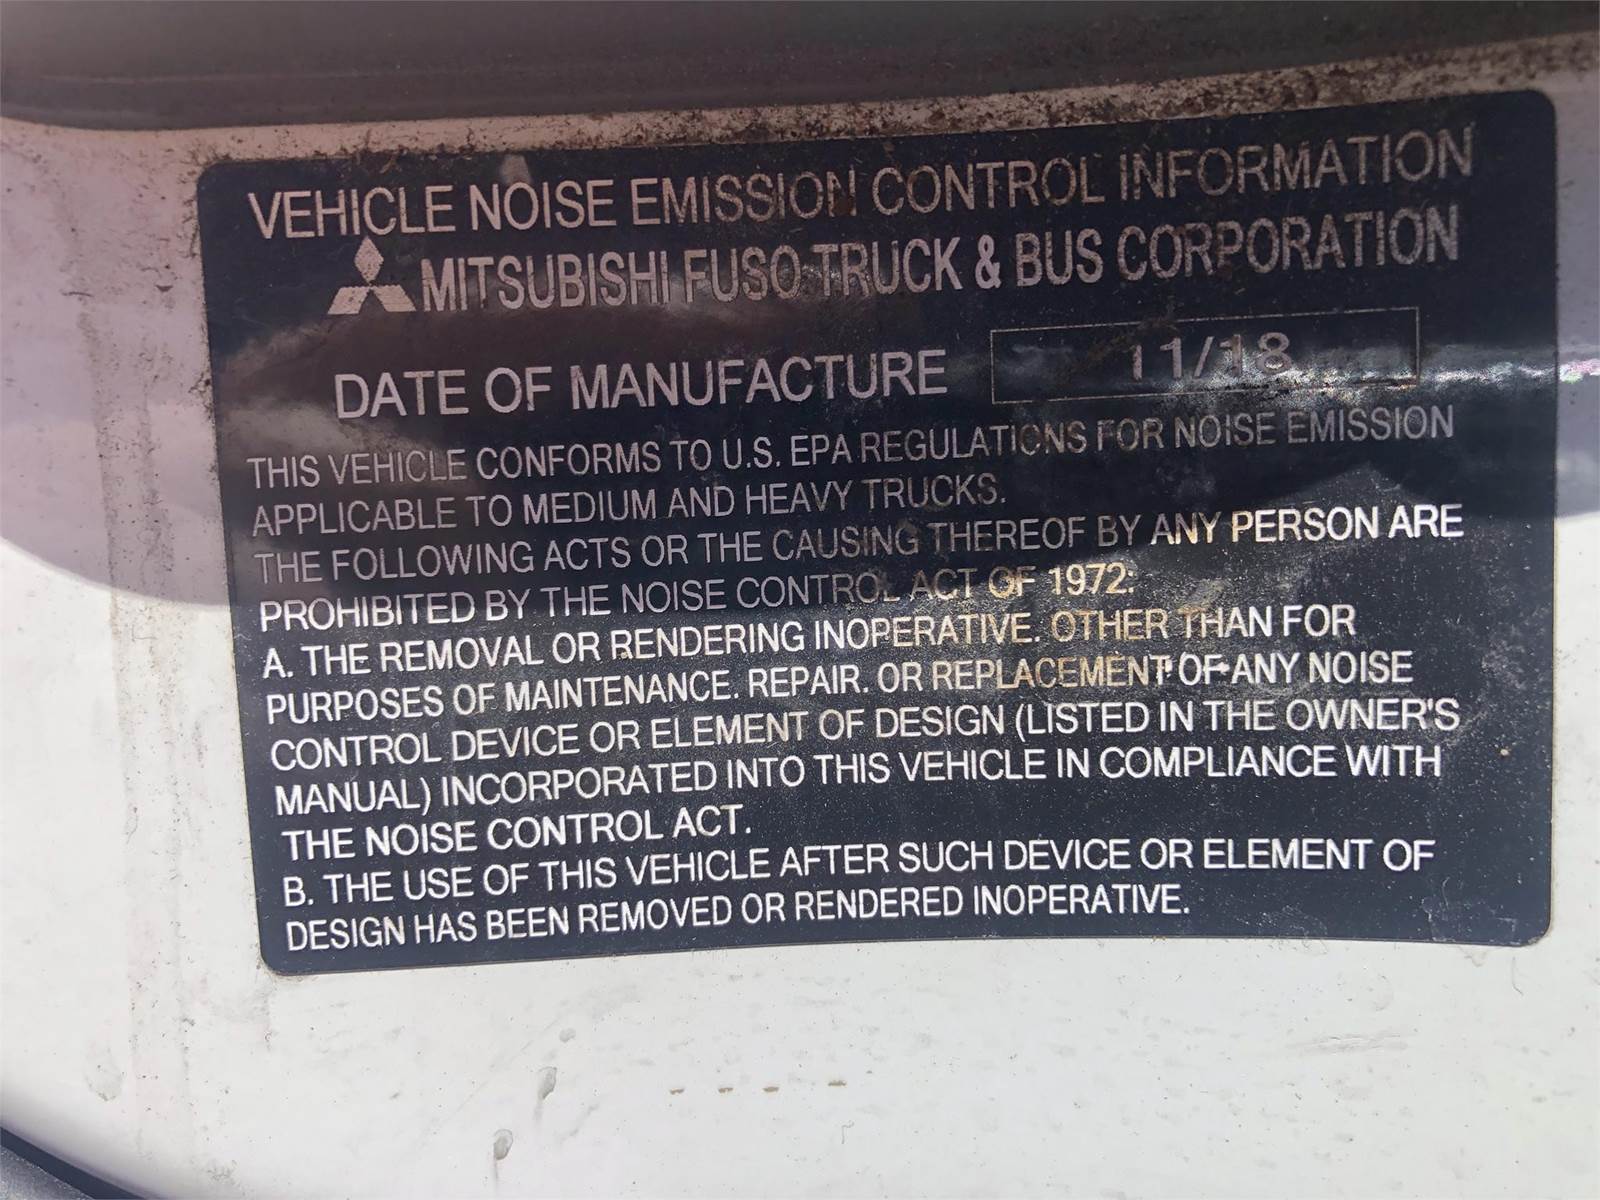 VEHICLE NOISE EMISSION CONTROL INFORMATION
MITSUBISHI FUSO TRUCK & BUS CORPORATION
DATE OF MANUFACTURE 11/18
THIS VEHICLE CONFORMS TO U.S. EPA REGULATIONS FOR NOISE EMISSION
APPLICABLE TO MEDIUM AND HEAVY TRUCKS.
THE FOLLOWING ACTS OR THE CAUSING THEREOF BY ANY PERSON ARE
PROHIBITED BY THE NOISE CONTROL ACT OF 1972:
A. THE REMOVAL OR RENDERING INOPERATIVE. OTHER THAN FOR
PURPOSES OF MAINTENANCE. REPAIR. OR REPLACEMENT OF ANY NOISE
CONTROL DEVICE OR ELEMENT OF DESIGN (LISTED IN THE OWNER'S
MANUAL) INCORPORATED INTO THIS VEHICLE IN COMPLIANCE WITH
THE NOISE CONTROL ACT.
B. THE USE OF THIS VEHICLE AFTER SUCH DEVICE OR ELEMENT OF
DESIGN HAS BEEN REMOVED OR RENDERED INOPERATIVE.